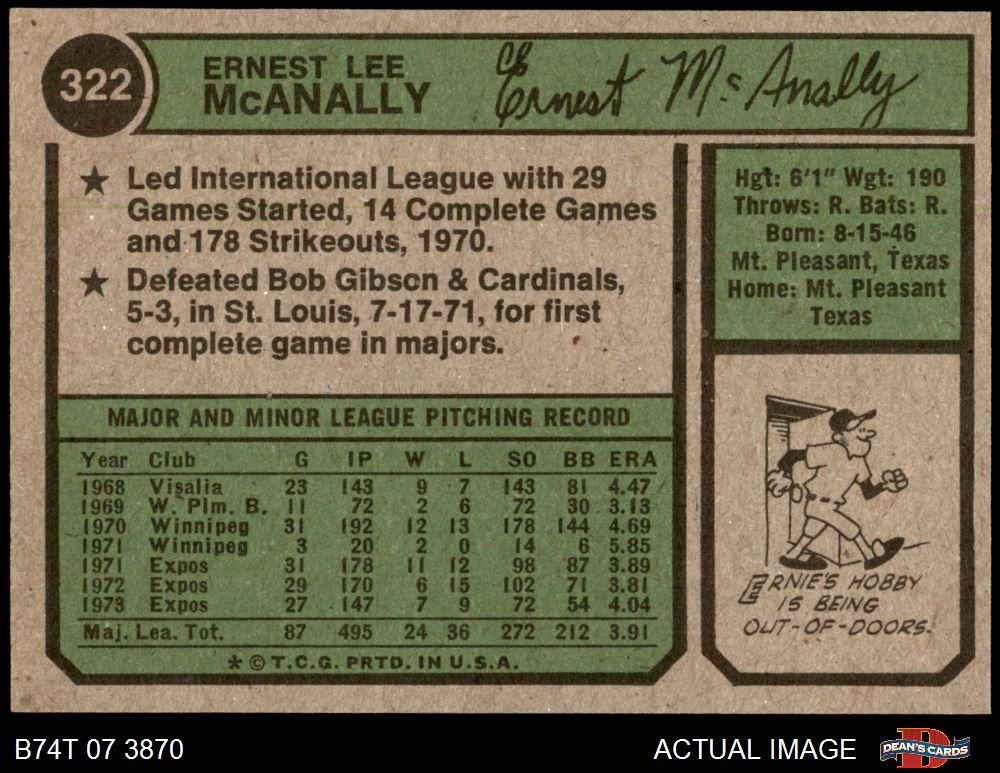 322
ERNEST LEE
McANALLY
Ernest McAnally
★ Led International League with 29
Games Started, 14 Complete Games
and 178 Strikeouts, 1970.
★ Defeated Bob Gibson & Cardinals,
5-3, in St. Louis, 7-17-71, for first
complete game in majors.
MAJOR AND MINOR LEAGUE PITCHING RECORD
Year Club G IP W L SO BB ERA
1968 Visalia 23 143 9 7 143 81 4.47
1969 W. Plm. B. 11 72 2 6 72 30 3.13
1970 Winnipeg 31 192 12 13 178 144 4.69
1971 Winnipeg 3 20 2 0 14 6 5.85
1971 Expos 31 178 11 12 98 87 3.89
1972 Expos 29 170 6 15 102 71 3.81
1973 Expos 27 147 7 9 72 54 4.04
Maj. Lea. Tot. 87 495 24 36 272 212 3.91
* © T.C.G. PRTD. IN U.S.A.
Hgt: 6'1" Wgt: 190
Throws: R. Bats: R.
Born: 8-15-46
Mt. Pleasant, Texas
Home: Mt. Pleasant
Texas
ERNIE'S HOBBY
IS BEING
OUT-OF-DOORS.
B74T 07 3870
ACTUAL IMAGE
DEAN'S CARDS